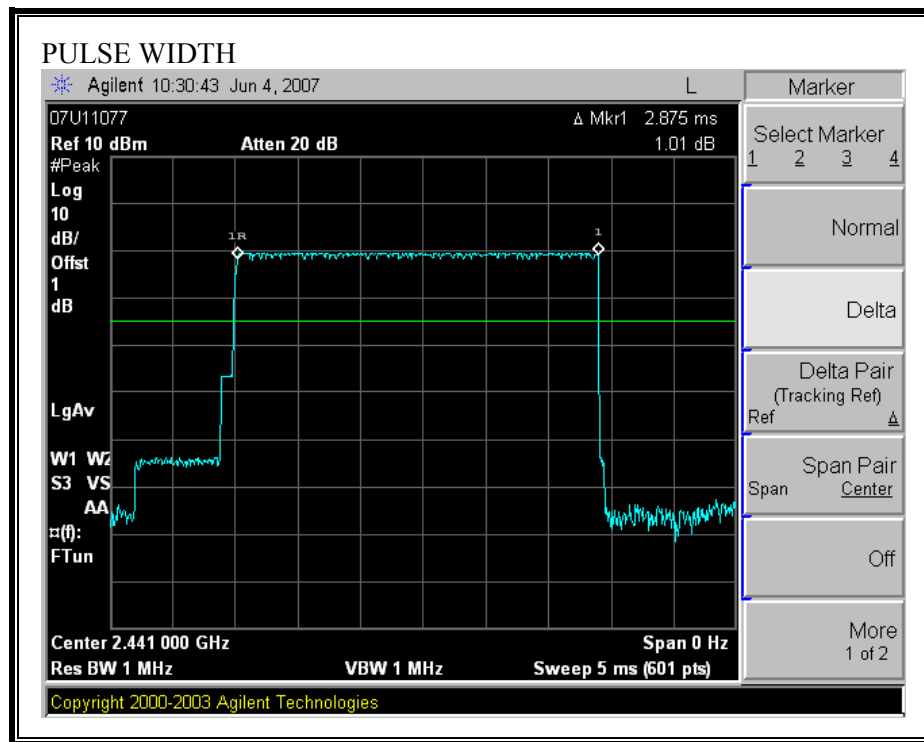 PULSE WIDTH
Agilent 10:30:43 Jun 4, 2007 L
07U11077 Δ Mkr1 2.875 ms
Ref 10 dBm Atten 20 dB 1.01 dB
#Peak
Log
10
dB/
Offst
1
dB
LgAv
W1 W2
S3 VS
AA
¤(f):
FTun
1R
1
Center 2.441 000 GHz Span 0 Hz
Res BW 1 MHz VBW 1 MHz Sweep 5 ms (601 pts)
Copyright 2000-2003 Agilent Technologies
Marker
Select Marker
1 2 3 4
Normal
Delta
Delta Pair
(Tracking Ref)
Ref Δ
Span Pair
Span Center
Off
More
1 of 2